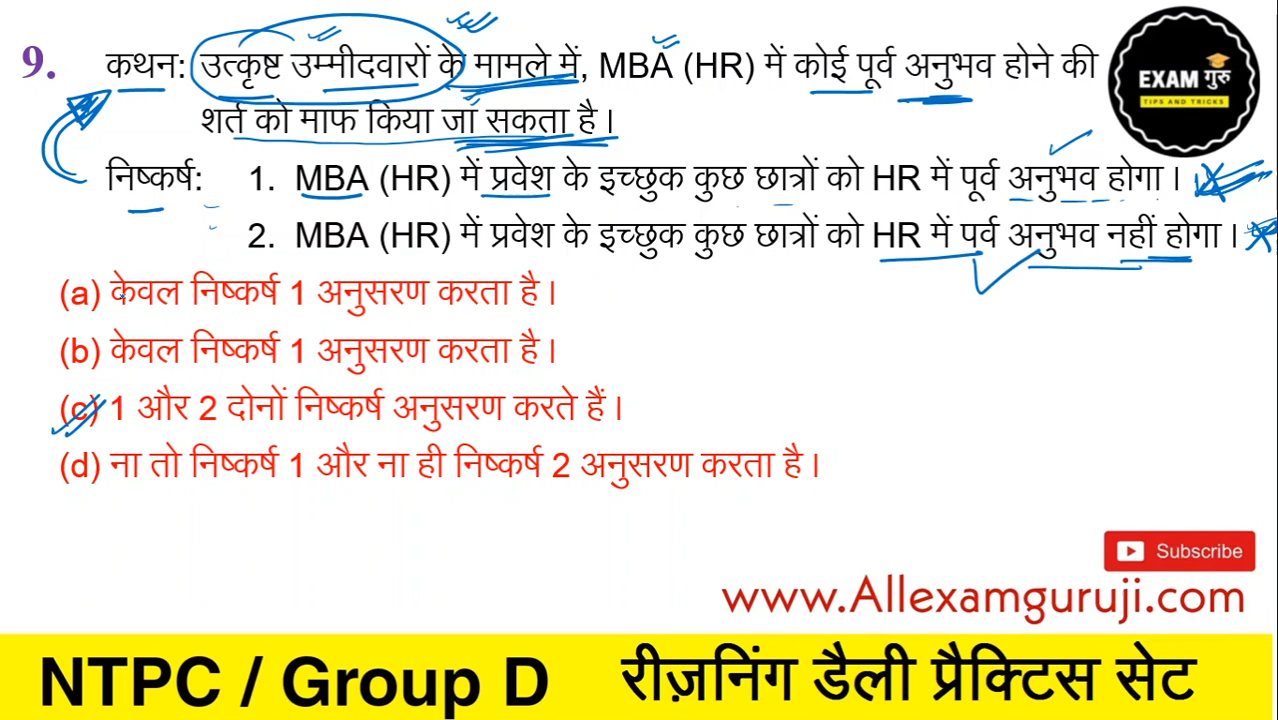 9. कथन: उत्कृष्ट उम्मीदवारों के मामले में, MBA (HR) में कोई पूर्व अनुभव होने की
शर्त को माफ किया जा सकता है।
निष्कर्ष: 1. MBA (HR) में प्रवेश के इच्छुक कुछ छात्रों को HR में पूर्व अनुभव होगा।
2. MBA (HR) में प्रवेश के इच्छुक कुछ छात्रों को HR में पूर्व अनुभव नहीं होगा।
(a) केवल निष्कर्ष 1 अनुसरण करता है।
(b) केवल निष्कर्ष 1 अनुसरण करता है।
(c) 1 और 2 दोनों निष्कर्ष अनुसरण करते हैं।
(d) ना तो निष्कर्ष 1 और ना ही निष्कर्ष 2 अनुसरण करता है।
EXAM गुरु
TIPS AND TRICKS
Subscribe
www.Allexamguruji.com
NTPC / Group D रीज़निंग डैली प्रैक्टिस सेट